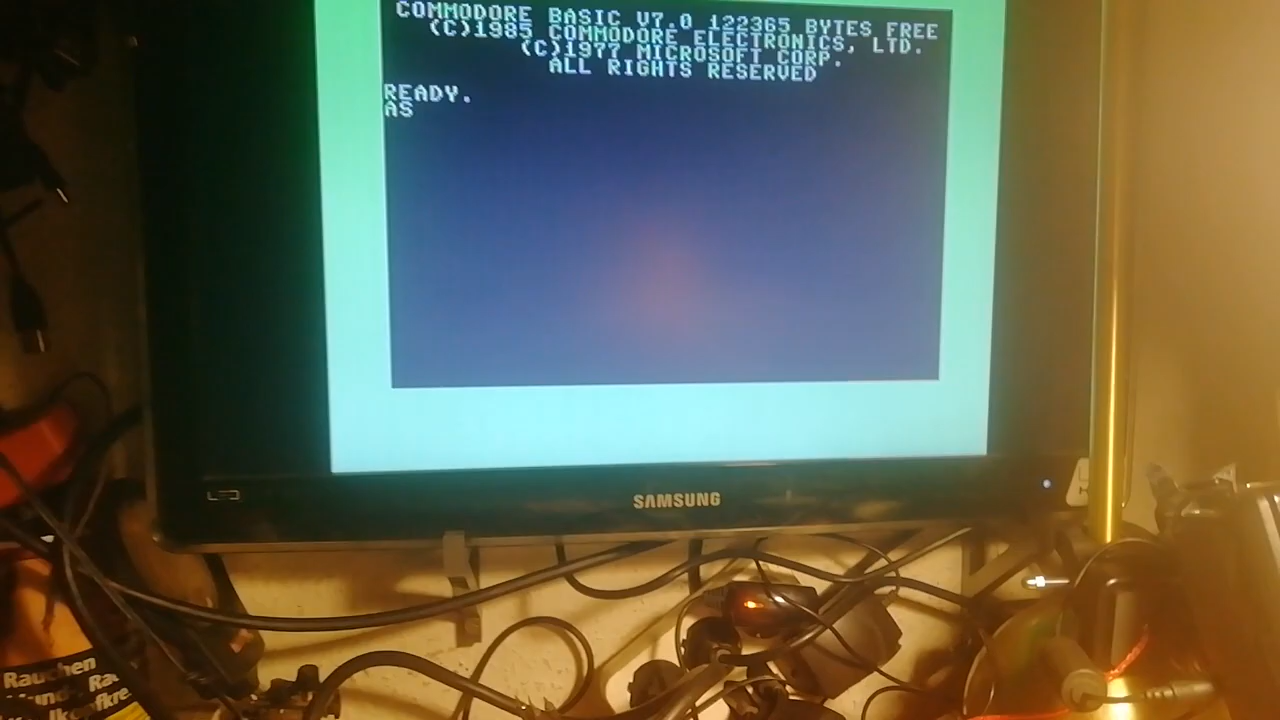 COMMODORE BASIC V7.0 122365 BYTES FREE
(C)1985 COMMODORE ELECTRONICS, LTD.
(C)1977 MICROSOFT CORP.
ALL RIGHTS RESERVED
READY.
AS
LED
SAMSUNG
Rauchen